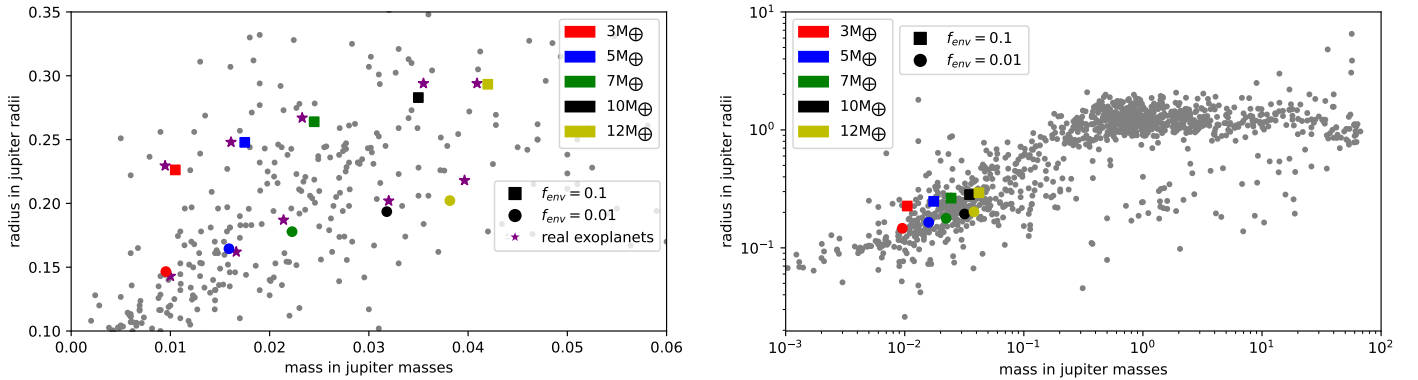 0.35
0.30
0.25
0.20
0.15
0.10
radius in jupiter radii
0.00 0.01 0.02 0.03 0.04 0.05 0.06
mass in jupiter masses
3M⨁
5M⨁
7M⨁
10M⨁
12M⨁
f_env = 0.1
f_env = 0.01
real exoplanets
10¹
10⁰
10⁻¹
radius in jupiter radii
10⁻³ 10⁻² 10⁻¹ 10⁰ 10¹ 10²
mass in jupiter masses
3M⨁
5M⨁
7M⨁
10M⨁
12M⨁
f_env = 0.1
f_env = 0.01